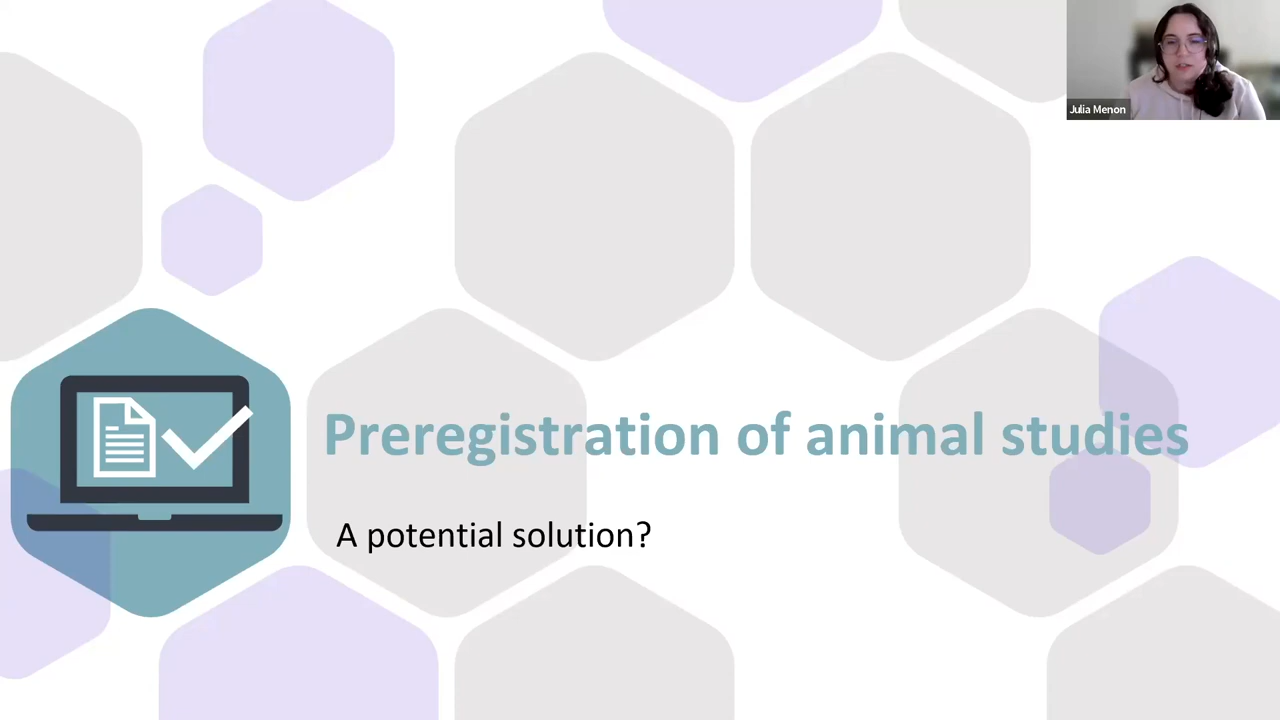 Julia Menon
Preregistration of animal studies
A potential solution?